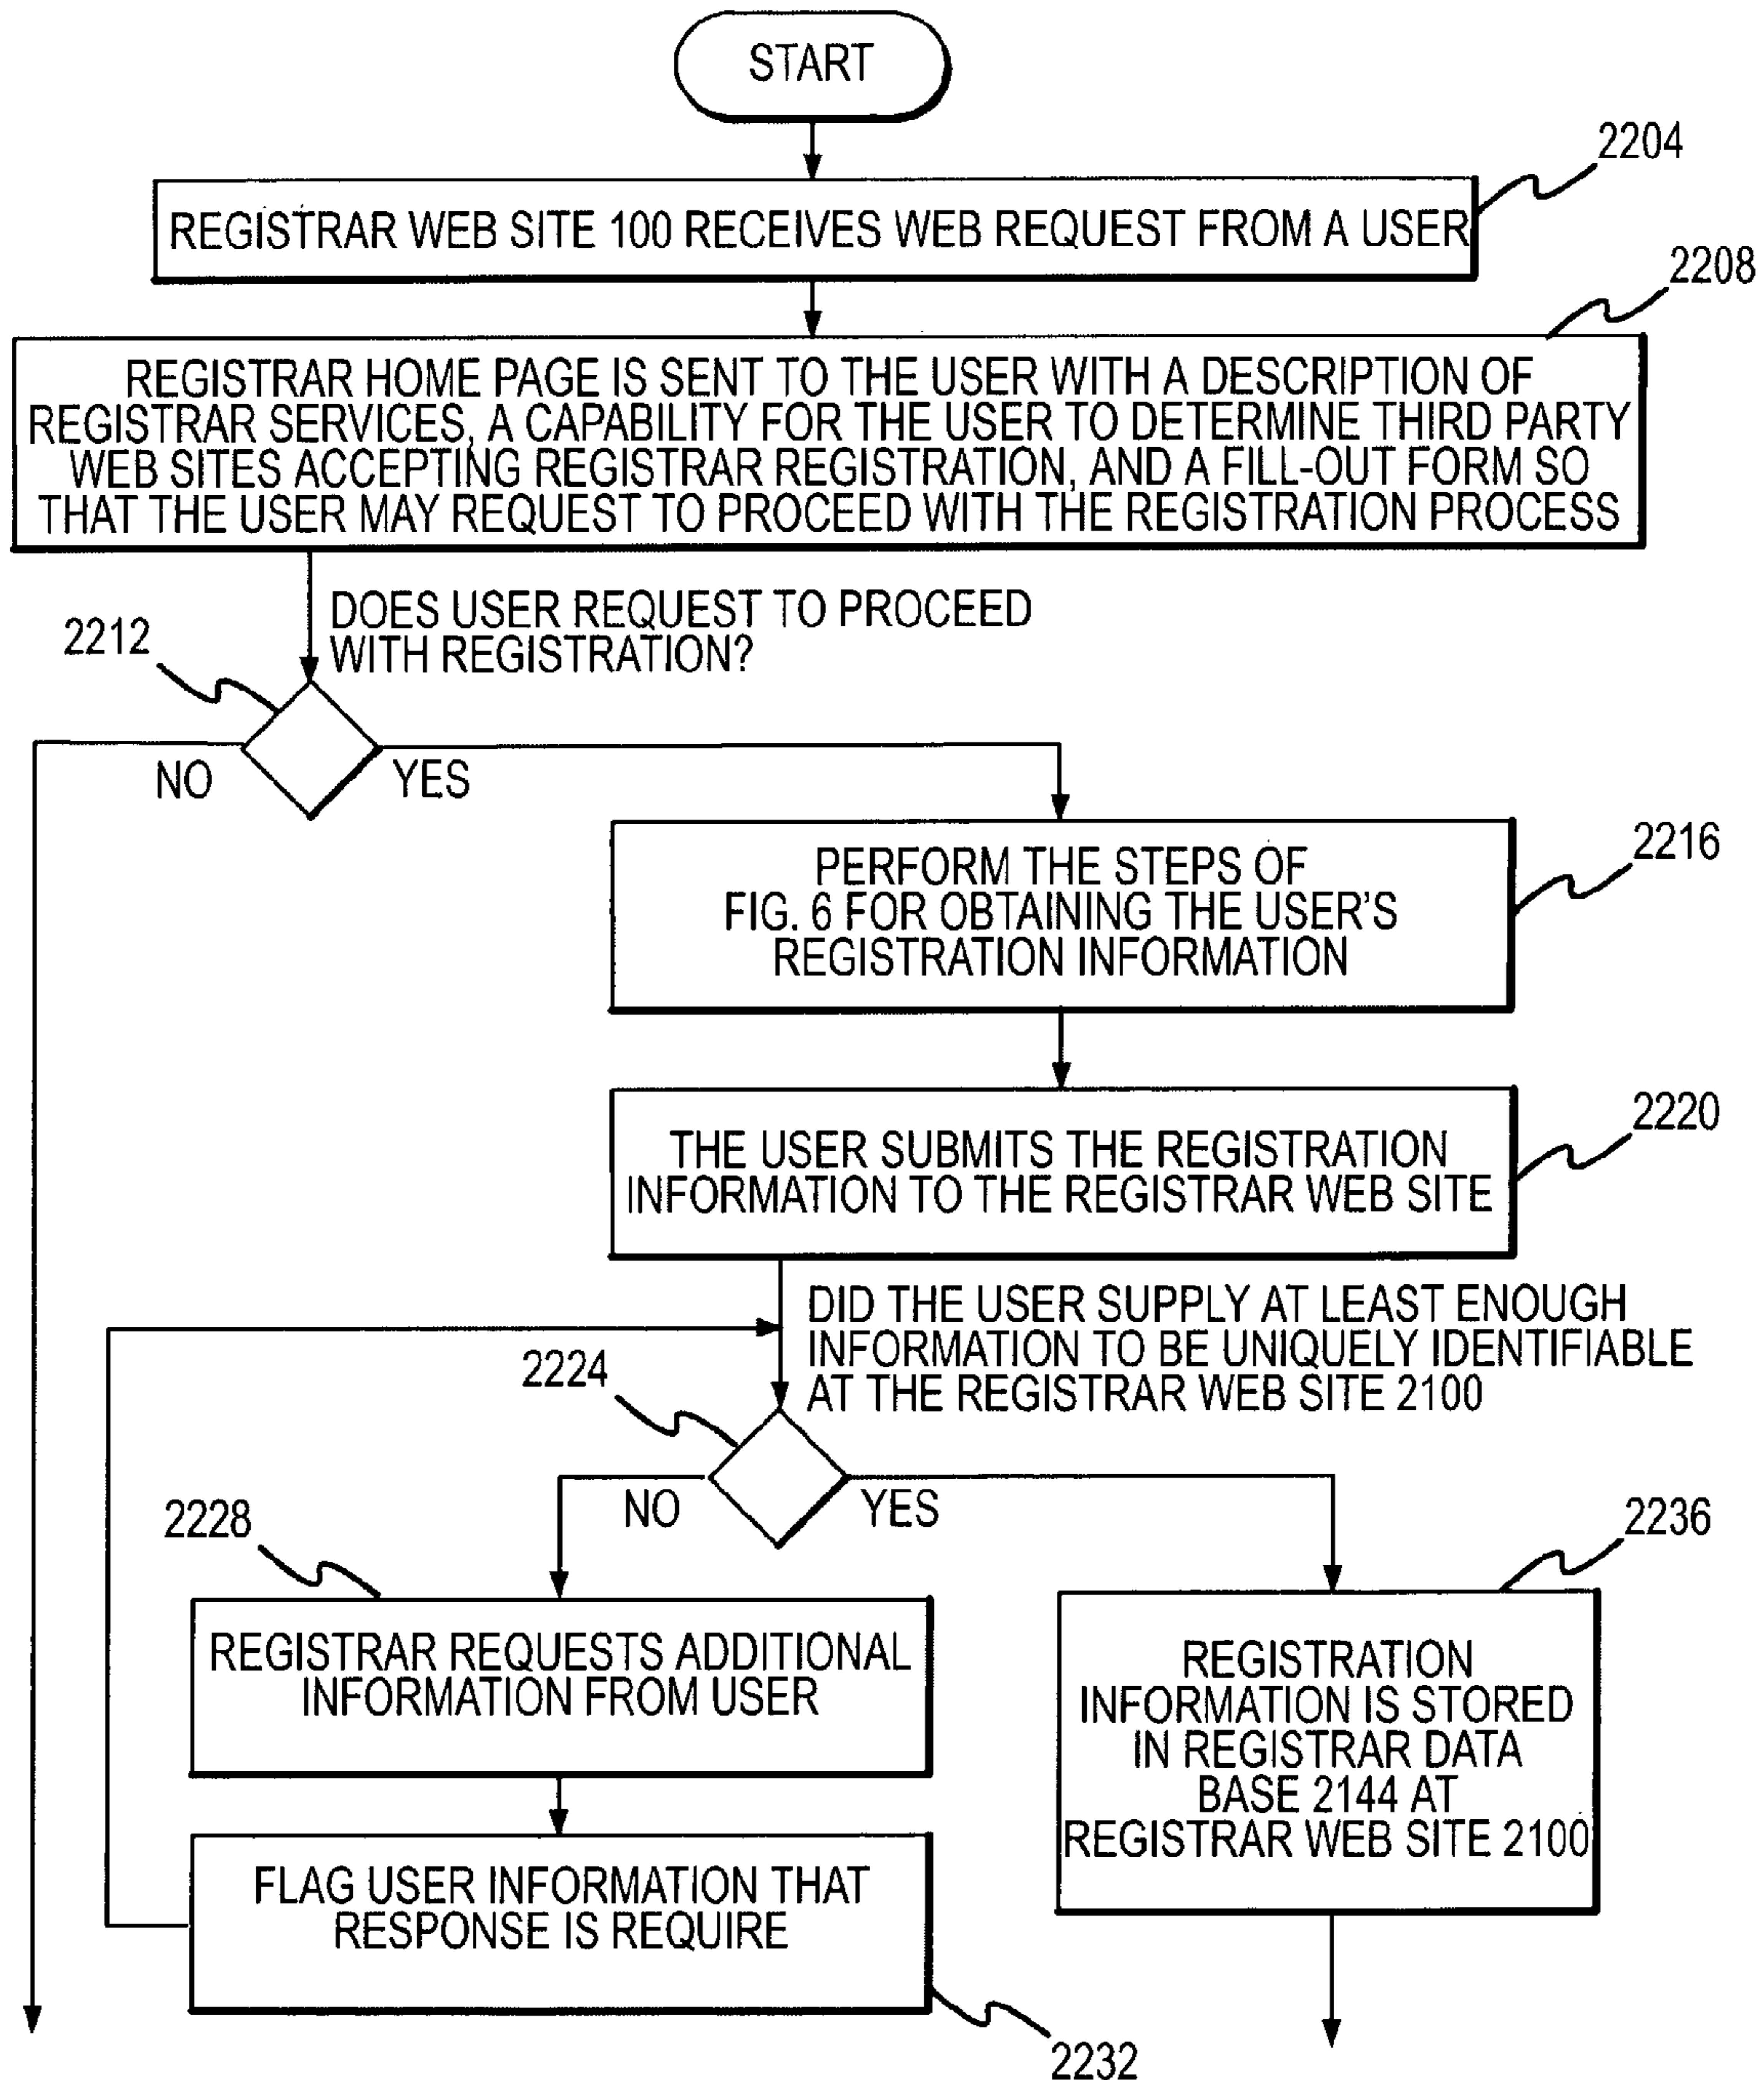 START
2204
REGISTRAR WEB SITE 100 RECEIVES WEB REQUEST FROM A USER
2208
REGISTRAR HOME PAGE IS SENT TO THE USER WITH A DESCRIPTION OF
REGISTRAR SERVICES, A CAPABILITY FOR THE USER TO DETERMINE THIRD PARTY
WEB SITES ACCEPTING REGISTRAR REGISTRATION, AND A FILL-OUT FORM SO
THAT THE USER MAY REQUEST TO PROCEED WITH THE REGISTRATION PROCESS
DOES USER REQUEST TO PROCEED
WITH REGISTRATION?
2212
NO
YES
2216
PERFORM THE STEPS OF
FIG. 6 FOR OBTAINING THE USER'S
REGISTRATION INFORMATION
2220
THE USER SUBMITS THE REGISTRATION
INFORMATION TO THE REGISTRAR WEB SITE
DID THE USER SUPPLY AT LEAST ENOUGH
INFORMATION TO BE UNIQUELY IDENTIFIABLE
AT THE REGISTRAR WEB SITE 2100
2224
NO
YES
2228
REGISTRAR REQUESTS ADDITIONAL
INFORMATION FROM USER
2236
REGISTRATION
INFORMATION IS STORED
IN REGISTRAR DATA
BASE 2144 AT
REGISTRAR WEB SITE 2100
FLAG USER INFORMATION THAT
RESPONSE IS REQUIRE
2232